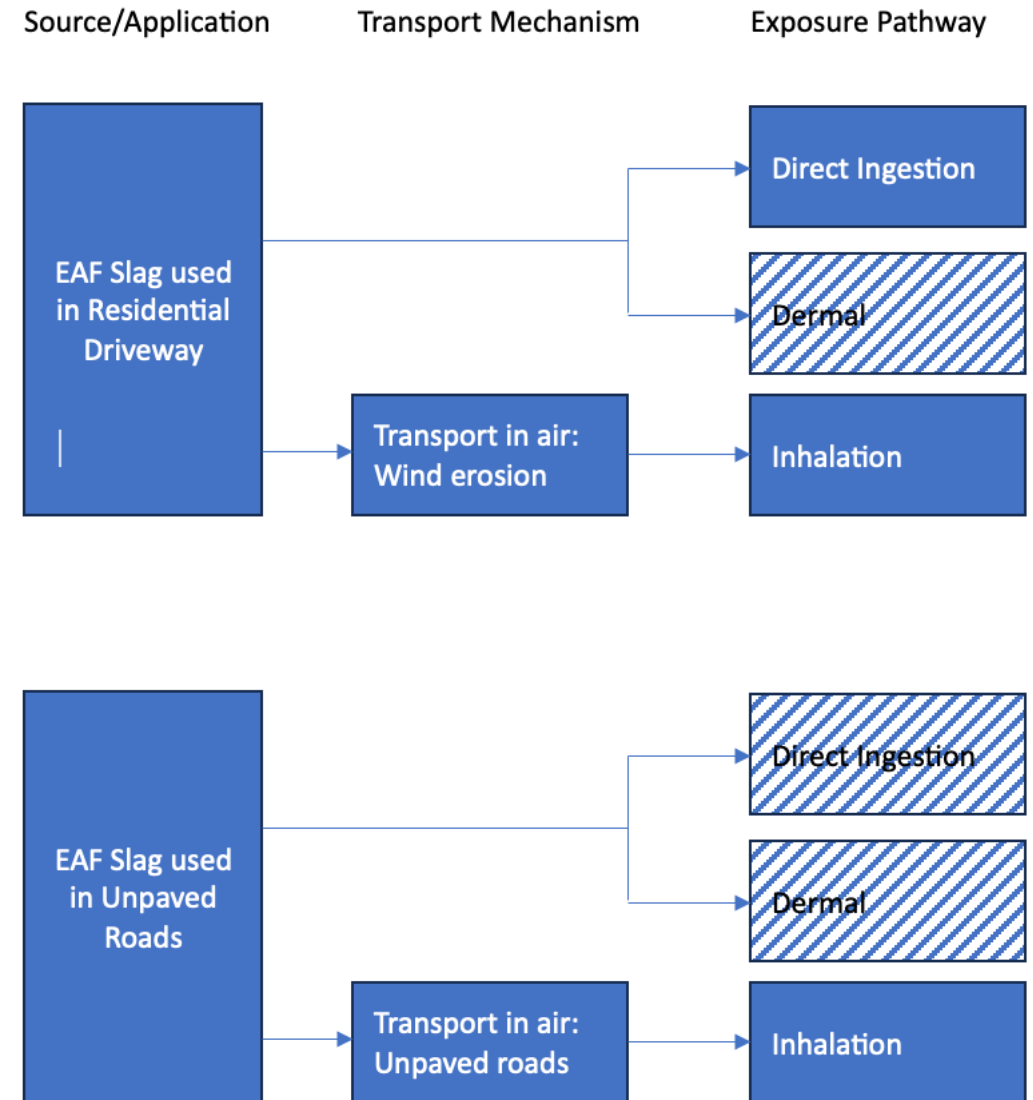 Source/Application
Transport Mechanism
Exposure Pathway
EAF Slag used
in Residential
Driveway
Direct Ingestion
Dermal
Transport in air:
Wind erosion
Inhalation
EAF Slag used
in Unpaved
Roads
Direct Ingestion
Dermal
Transport in air:
Unpaved roads
Inhalation